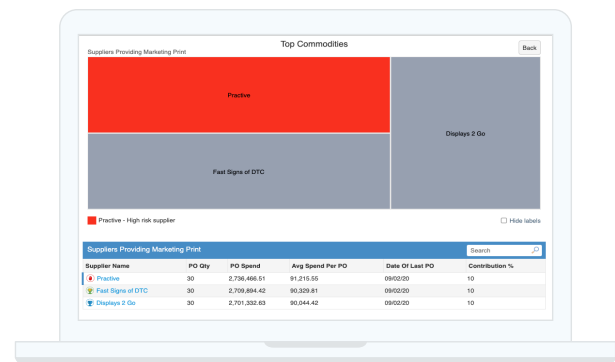 Top Commodities
Suppliers Providing Marketing Print
Back
Practive
Displays 2 Go
Fast Signs of DTC
Practive - High risk supplier
Hide labels
Suppliers Providing Marketing Print
Search
Supplier Name PO Qty PO Spend Avg Spend Per PO Date Of Last PO Contribution %
Practive 30 2,736,466.51 91,215.55 09/02/20 10
Fast Signs of DTC 30 2,709,894.42 90,329.81 09/02/20 10
Displays 2 Go 30 2,701,332.63 90,044.42 09/02/20 10